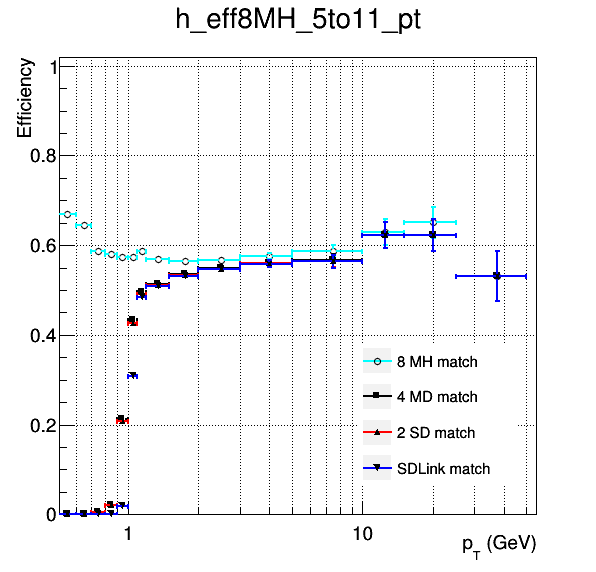 h_eff8MH_5to11_pt
Efficiency
1
0.8
0.6
0.4
0.2
0
8 MH match
4 MD match
2 SD match
SDLink match
1
10
p_T (GeV)